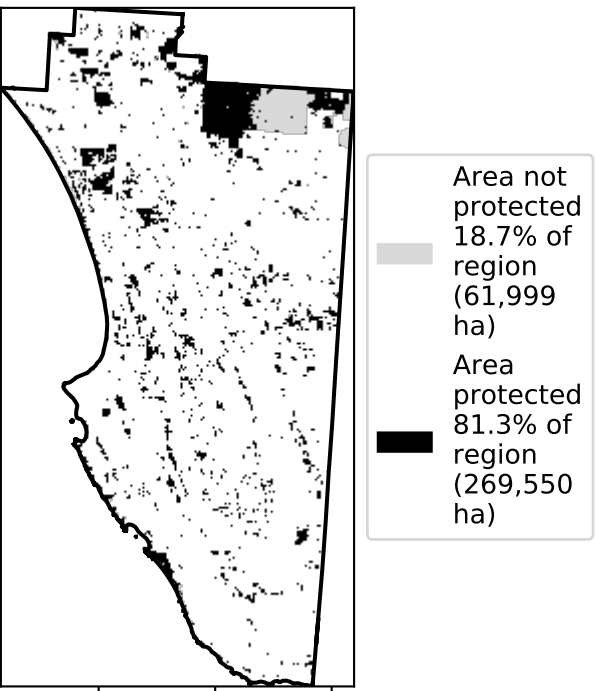 Area not
protected
18.7% of
region
(61,999
ha)
Area
protected
81.3% of
region
(269,550
ha)